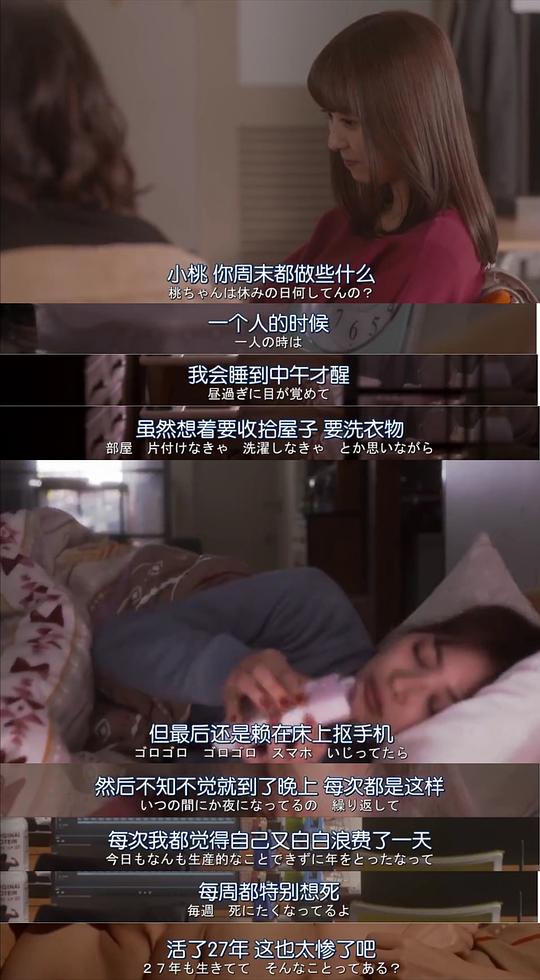 小桃 你周末都做些什么
桃ちゃんは休みの日何してんの？
一个人的时候
一人の時は
我会睡到中午才醒
昼過ぎに目が覚めて
虽然想着要收拾屋子 要洗衣物
部屋 片付けなきゃ 洗濯しなきゃ とか思いながら
但最后还是赖在床上抠手机
ゴロゴロ ゴロゴロ スマホ いじってたら
然后不知不觉就到了晚上 每次都是这样
いつの間にか夜になってるの 繰り返して
每次我都觉得自己又白白浪费了一天
今日もなんも生産的なことできずに年をとったなって
每周都特别想死
毎週 死にたくなってるよ
活了27年 这也太惨了吧
２７年も生きてて そんなことってある？